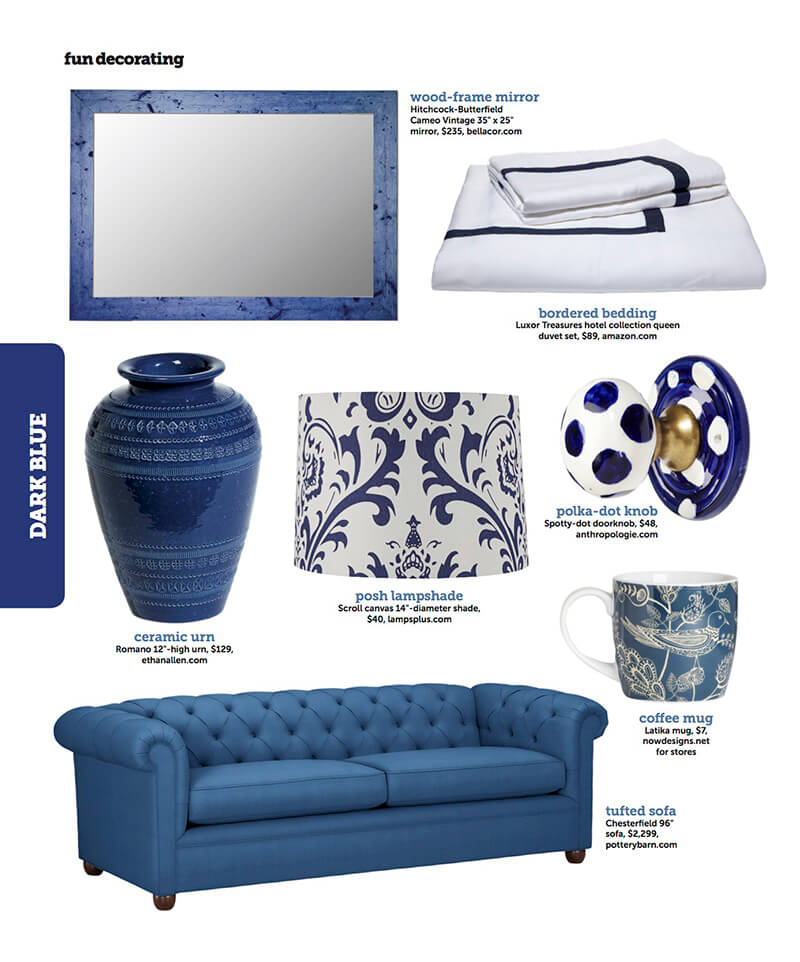 fun decorating
wood-frame mirror
Hitchcock-Butterfield
Cameo Vintage 35" x 25"
mirror, $235, bellacor.com
bordered bedding
Luxor Treasures hotel collection queen
duvet set, $89, amazon.com
DARK BLUE
polka-dot knob
Spotty-dot doorknob, $48,
anthropologie.com
posh lampshade
Scroll canvas 14"-diameter shade,
$40, lampsplus.com
ceramic urn
Romano 12"-high urn, $129,
ethanallen.com
coffee mug
Latika mug, $7,
nowdesigns.net
for stores
tufted sofa
Chesterfield 96"
sofa, $2,299,
potterybarn.com